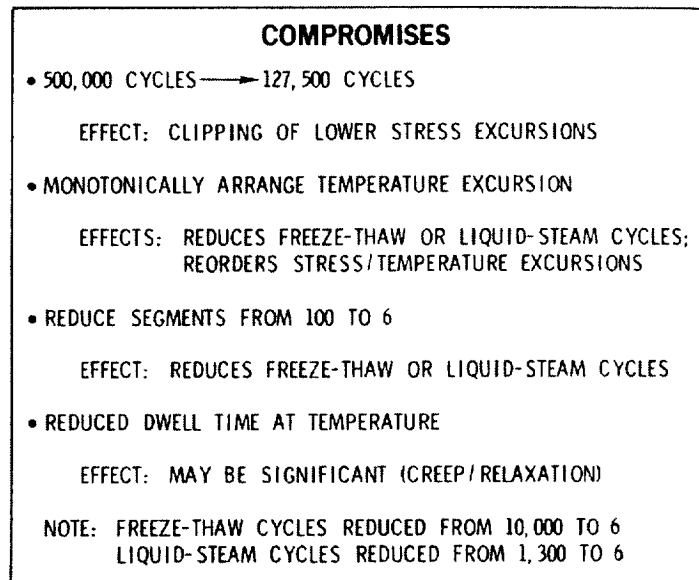 COMPROMISES
• 500,000 CYCLES ⟶ 127,500 CYCLES
EFFECT: CLIPPING OF LOWER STRESS EXCURSIONS
• MONOTONICALLY ARRANGE TEMPERATURE EXCURSION
EFFECTS: REDUCES FREEZE-THAW OR LIQUID-STEAM CYCLES;
REORDERS STRESS/TEMPERATURE EXCURSIONS
• REDUCE SEGMENTS FROM 100 TO 6
EFFECT: REDUCES FREEZE-THAW OR LIQUID-STEAM CYCLES
• REDUCED DWELL TIME AT TEMPERATURE
EFFECT: MAY BE SIGNIFICANT (CREEP/RELAXATION)
NOTE: FREEZE-THAW CYCLES REDUCED FROM 10,000 TO 6
LIQUID-STEAM CYCLES REDUCED FROM 1,300 TO 6